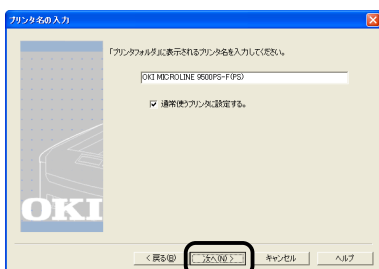 プリンタ名の入力
「プリンタフォルダ」に表示されるプリンタ名を入力してください。
OKI MICROLINE 9500PS-F(PS)
通常使うプリンタに設定する。
OKI
< 戻る(B)
次へ(N) >
キャンセル
ヘルプ